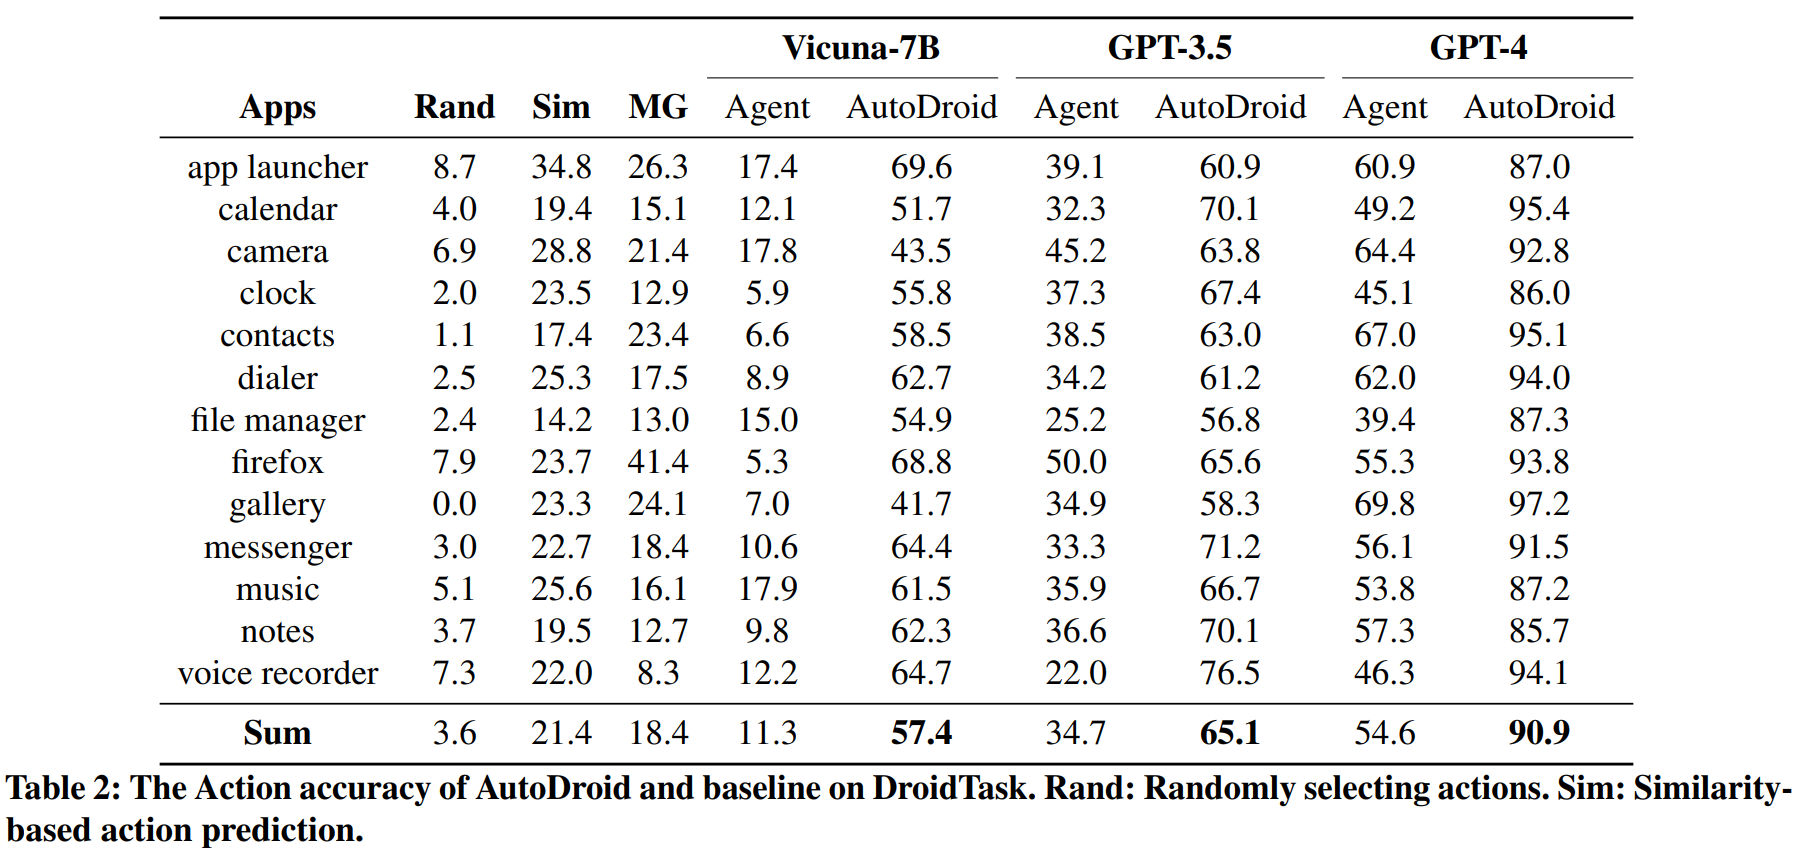 Vicuna-7B GPT-3.5 GPT-4
Apps Rand Sim MG Agent AutoDroid Agent AutoDroid Agent AutoDroid
app launcher 8.7 34.8 26.3 17.4 69.6 39.1 60.9 60.9 87.0
calendar 4.0 19.4 15.1 12.1 51.7 32.3 70.1 49.2 95.4
camera 6.9 28.8 21.4 17.8 43.5 45.2 63.8 64.4 92.8
clock 2.0 23.5 12.9 5.9 55.8 37.3 67.4 45.1 86.0
contacts 1.1 17.4 23.4 6.6 58.5 38.5 63.0 67.0 95.1
dialer 2.5 25.3 17.5 8.9 62.7 34.2 61.2 62.0 94.0
file manager 2.4 14.2 13.0 15.0 54.9 25.2 56.8 39.4 87.3
firefox 7.9 23.7 41.4 5.3 68.8 50.0 65.6 55.3 93.8
gallery 0.0 23.3 24.1 7.0 41.7 34.9 58.3 69.8 97.2
messenger 3.0 22.7 18.4 10.6 64.4 33.3 71.2 56.1 91.5
music 5.1 25.6 16.1 17.9 61.5 35.9 66.7 53.8 87.2
notes 3.7 19.5 12.7 9.8 62.3 36.6 70.1 57.3 85.7
voice recorder 7.3 22.0 8.3 12.2 64.7 22.0 76.5 46.3 94.1
Sum 3.6 21.4 18.4 11.3 57.4 34.7 65.1 54.6 90.9
Table 2: The Action accuracy of AutoDroid and baseline on DroidTask. Rand: Randomly selecting actions. Sim: Similarity-
based action prediction.